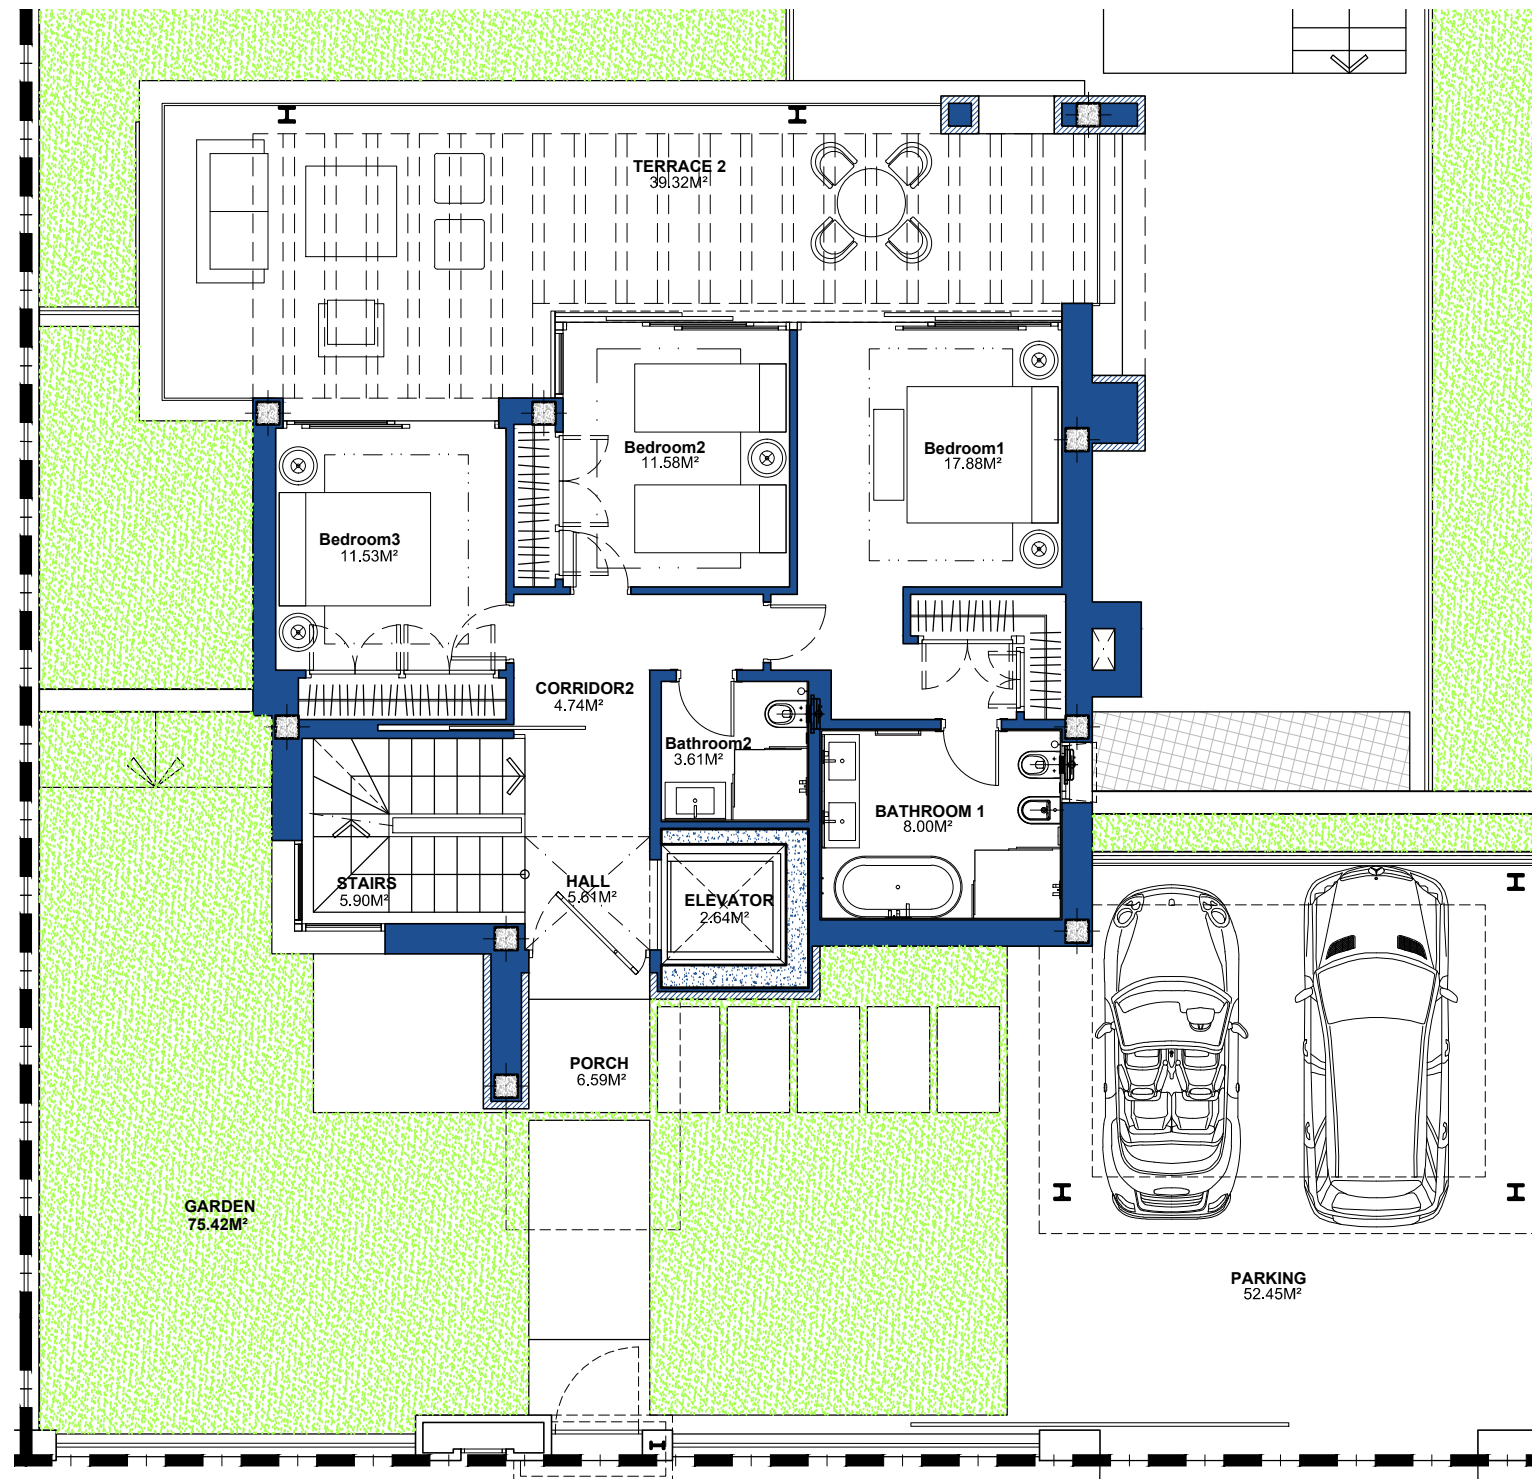 TERRACE 2
39.32M²
Bedroom2
11.58M²
Bedroom1
17.88M²
Bedroom3
11.53M²
CORRIDOR2
4.74M²
Bathroom2
3.61M²
BATHROOM 1
8.00M²
STAIRS
5.90M²
HALL
5.61M²
ELEVATOR
2.64M²
PORCH
6.59M²
GARDEN
75.42M²
PARKING
52.45M²